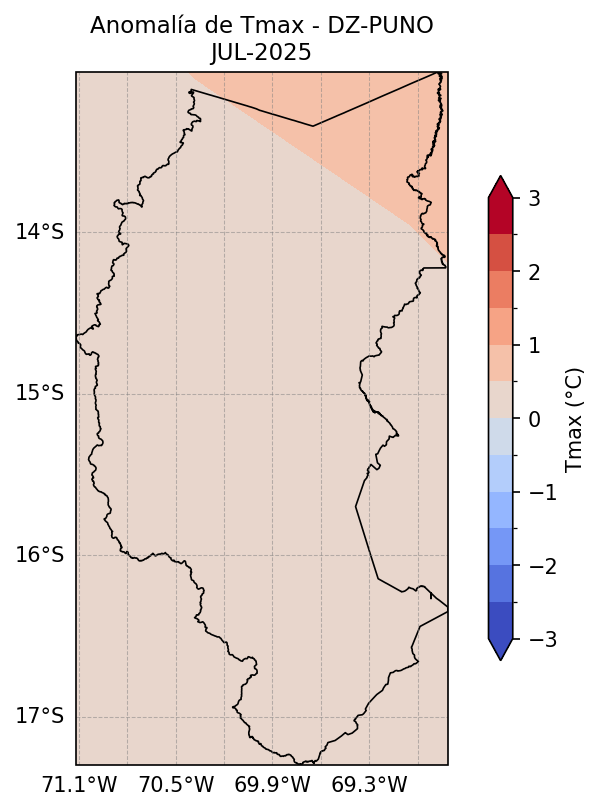 Anomalía de Tmax - DZ-PUNO
JUL-2025
14°S
15°S
16°S
17°S
71.1°W 70.5°W 69.9°W 69.3°W
3
2
1
0
−1
−2
−3
Tmax (°C)